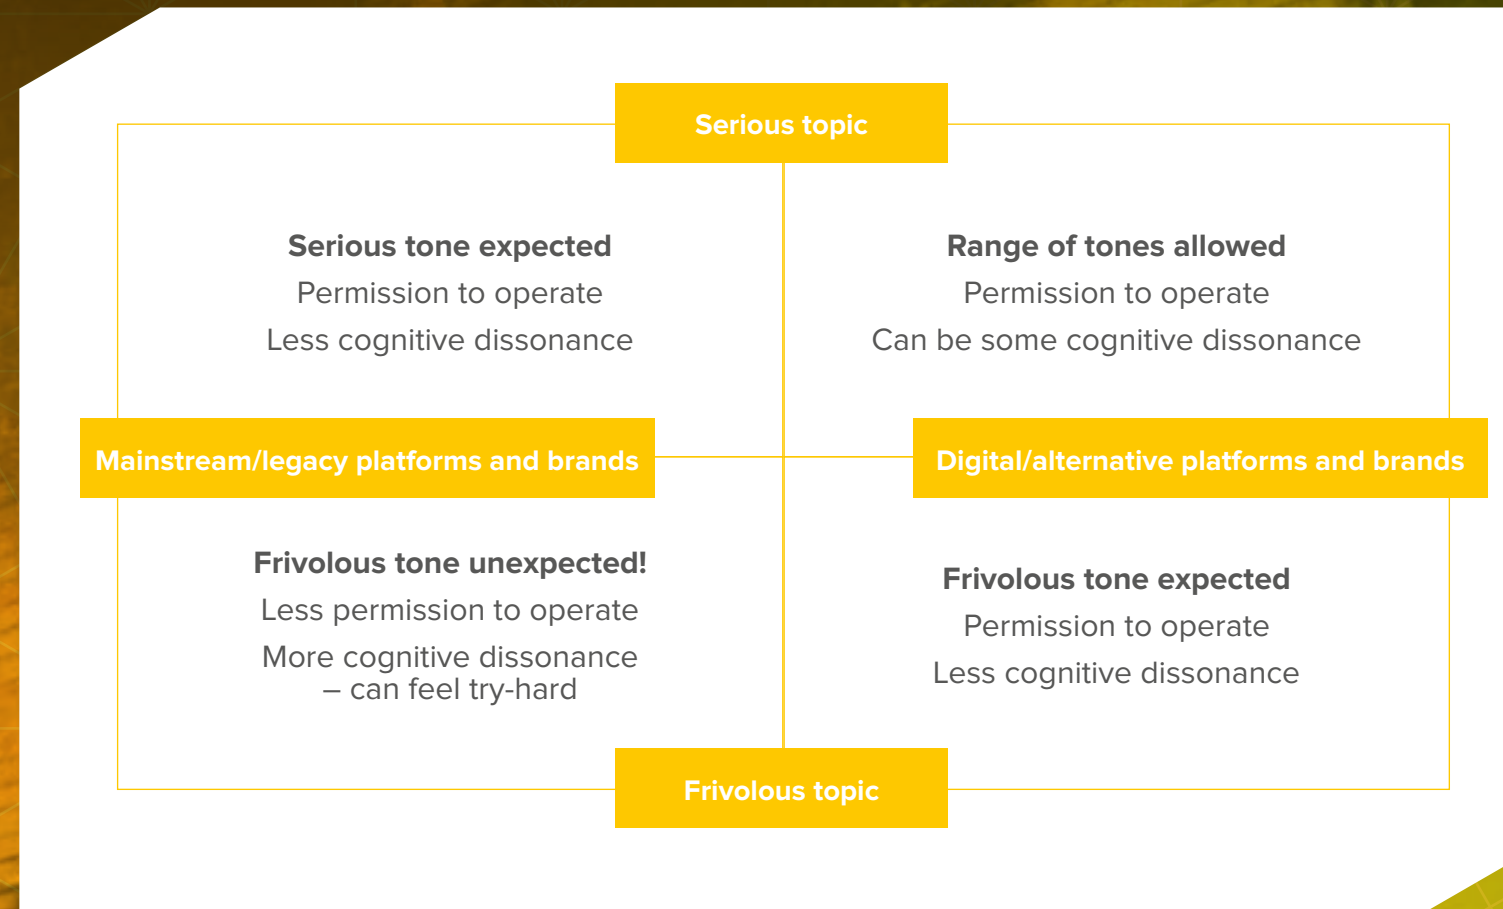 Serious topic
Serious tone expected
Permission to operate
Less cognitive dissonance
Range of tones allowed
Permission to operate
Can be some cognitive dissonance
Mainstream/legacy platforms and brands
Digital/alternative platforms and brands
Frivolous tone unexpected!
Less permission to operate
More cognitive dissonance
– can feel try-hard
Frivolous tone expected
Permission to operate
Less cognitive dissonance
Frivolous topic